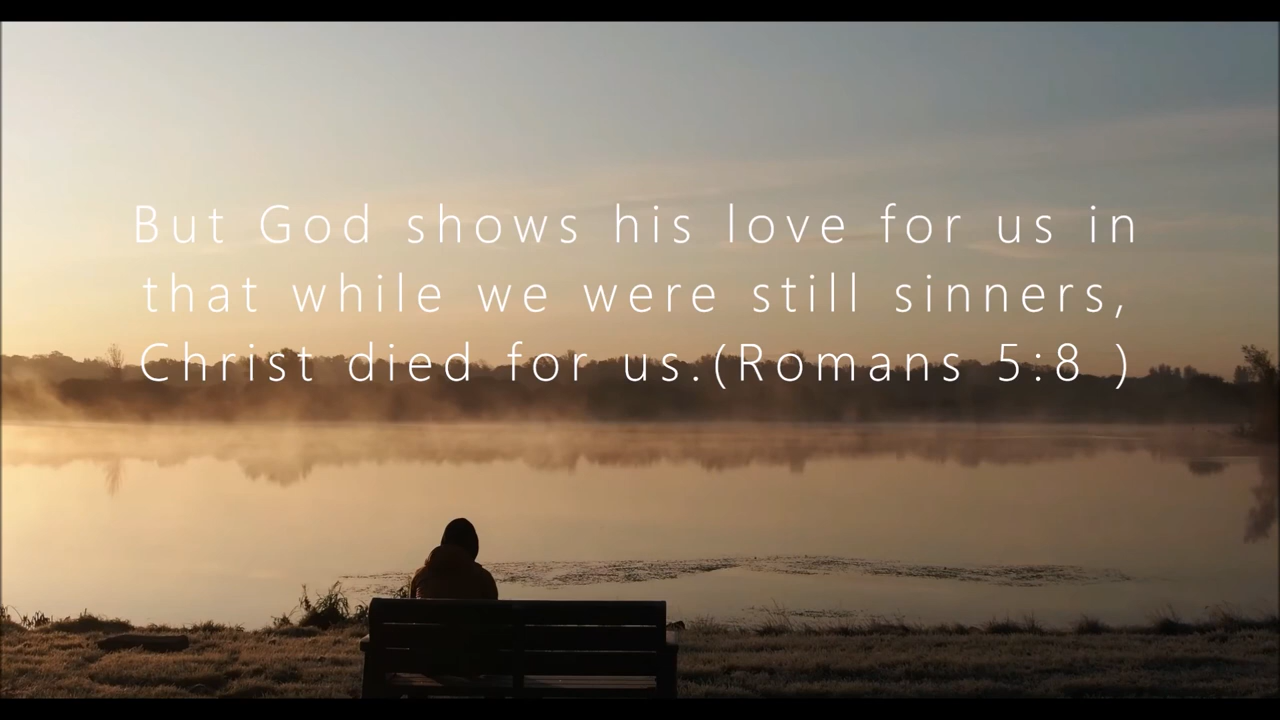 But God shows his love for us in
that while we were still sinners,
Christ died for us.(Romans 5:8 )